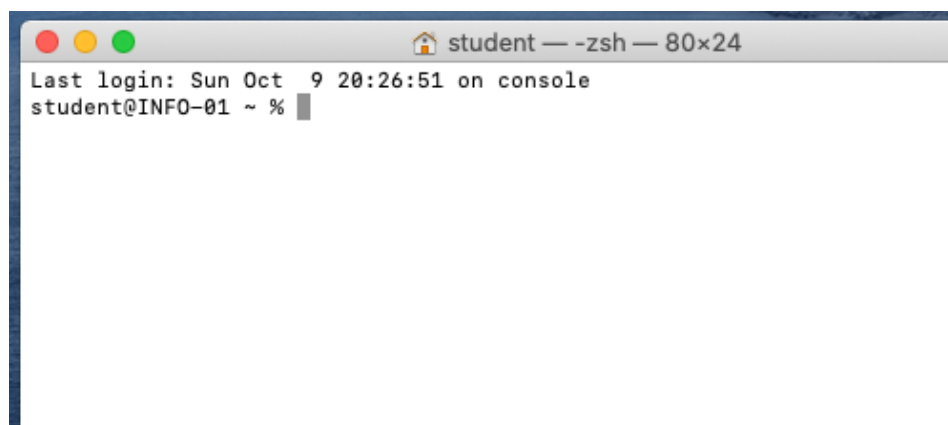 student — -zsh — 80×24
Last login: Sun Oct  9 20:26:51 on console
student@INFO-01 ~ %